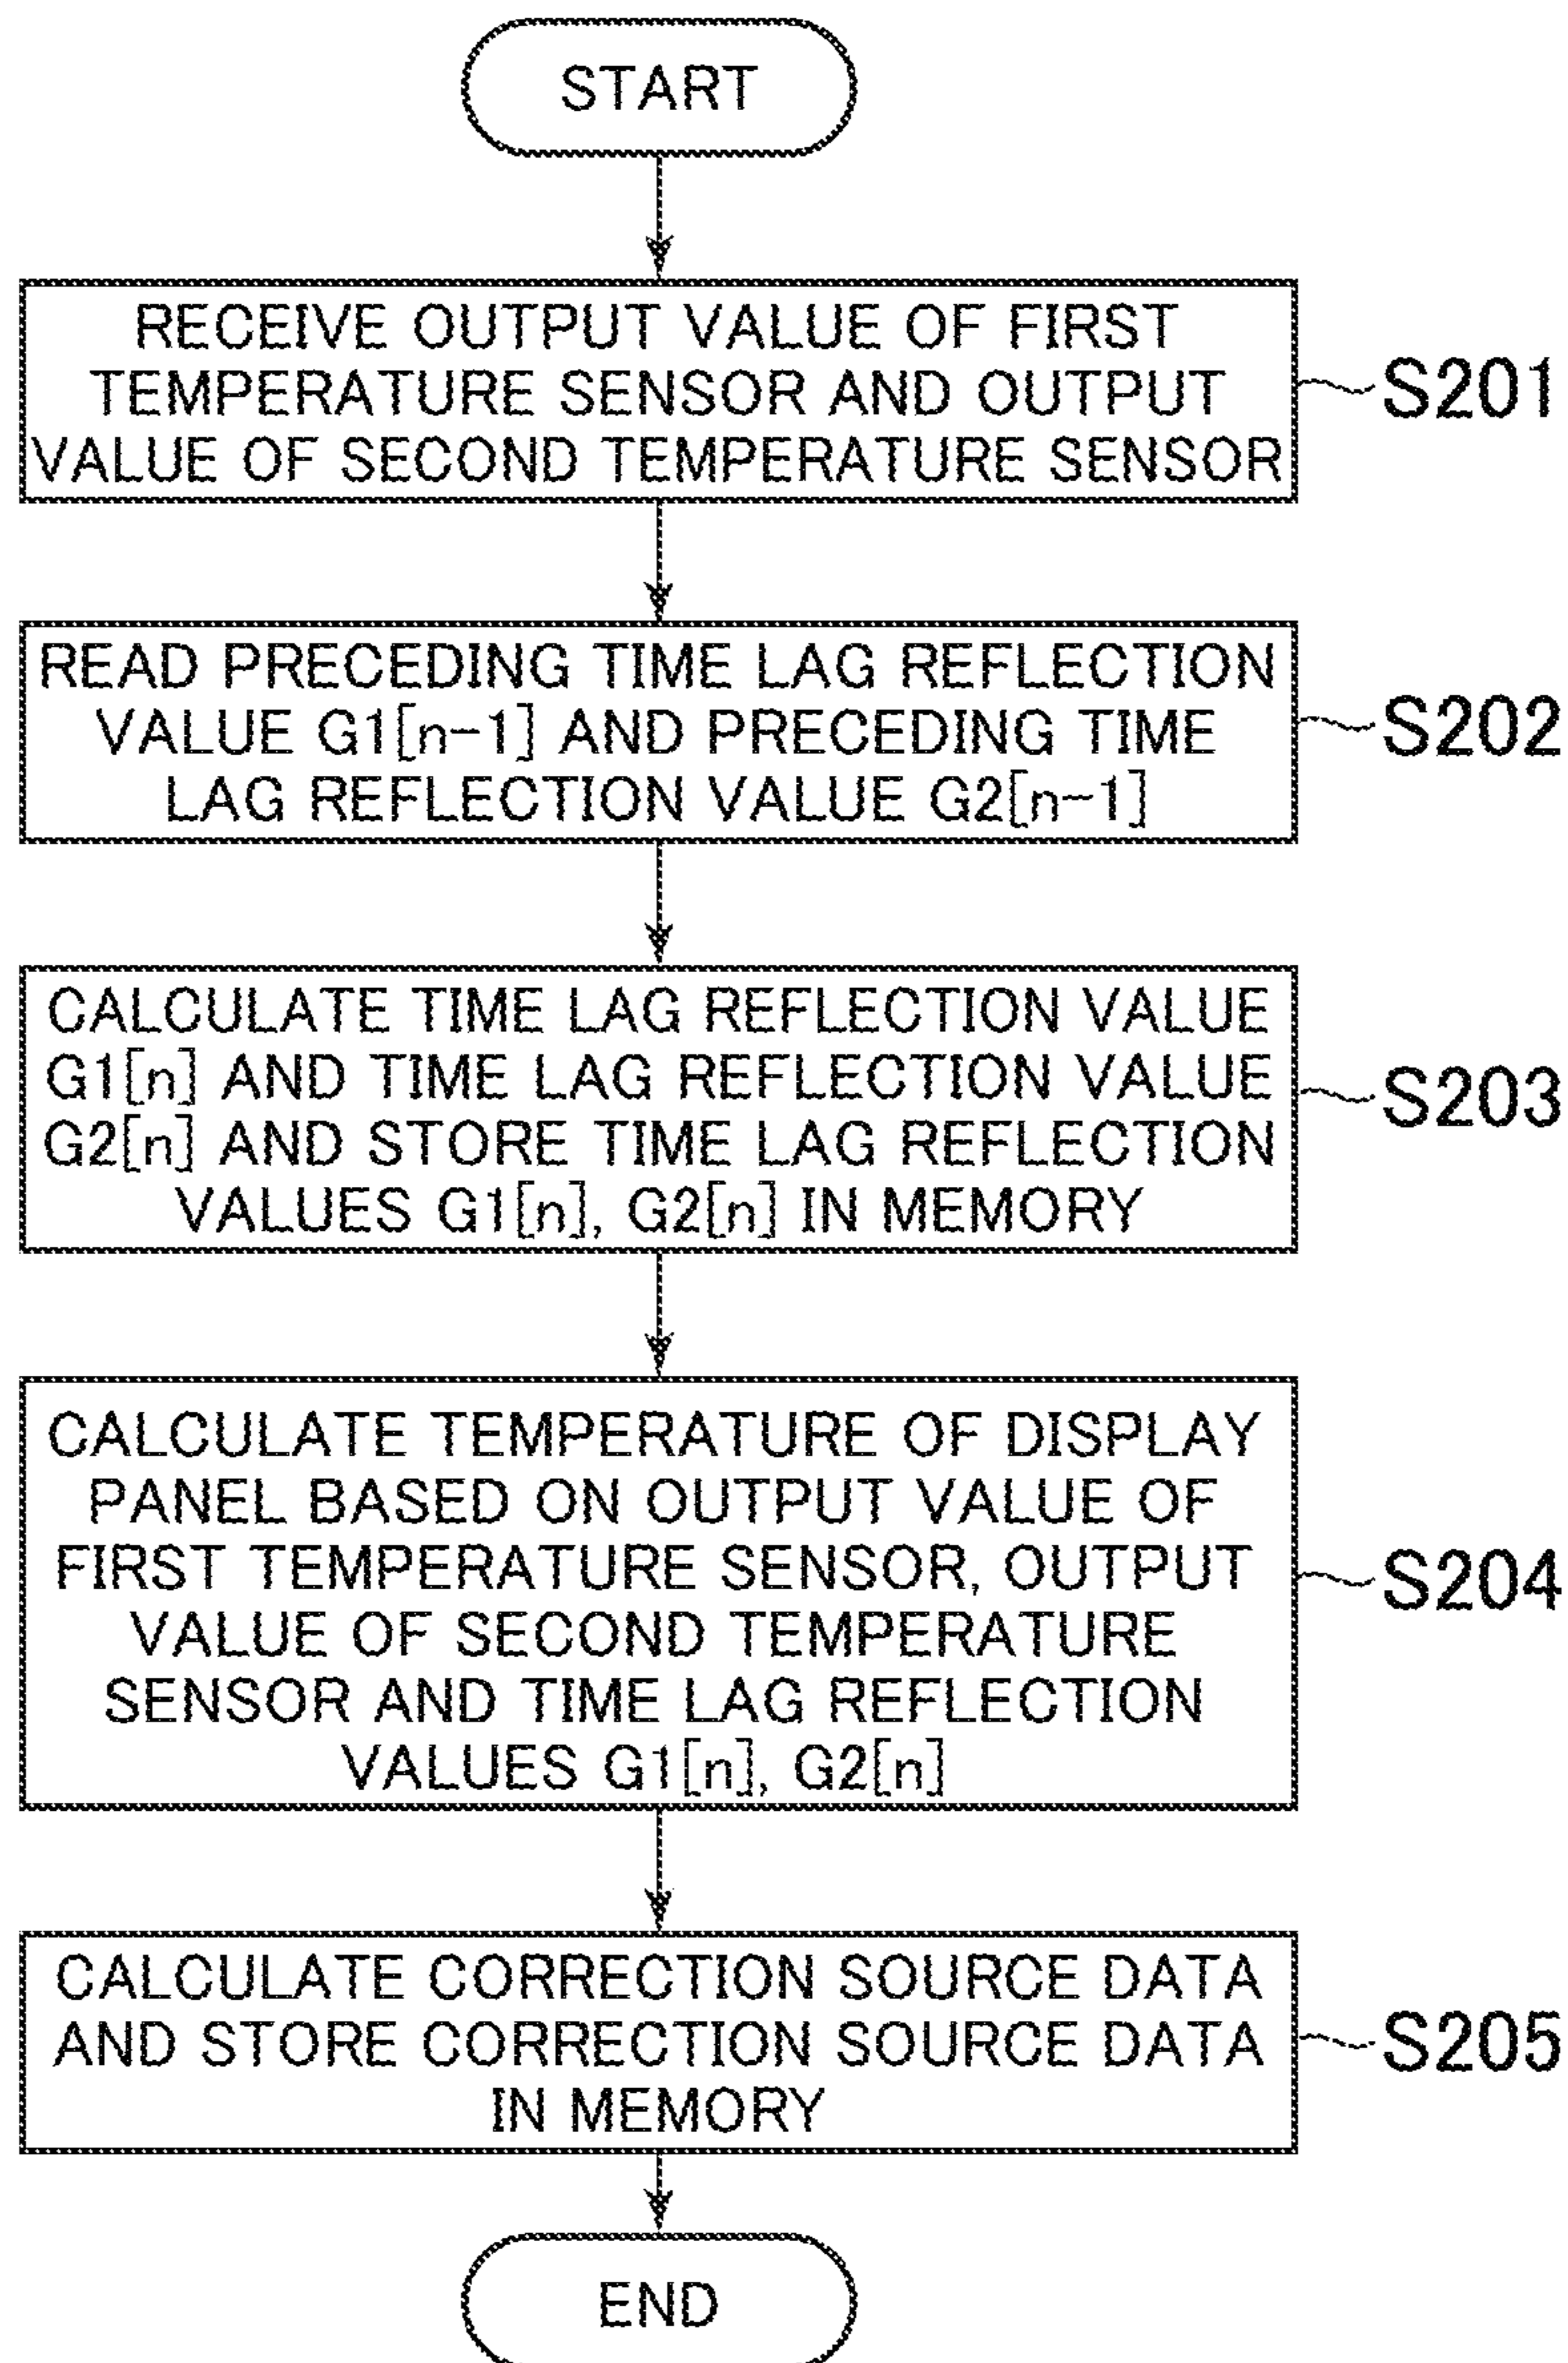 START
RECEIVE OUTPUT VALUE OF FIRST
TEMPERATURE SENSOR AND OUTPUT
VALUE OF SECOND TEMPERATURE SENSOR
S201
READ PRECEDING TIME LAG REFLECTION
VALUE G1[n-1] AND PRECEDING TIME
LAG REFLECTION VALUE G2[n-1]
S202
CALCULATE TIME LAG REFLECTION VALUE
G1[n] AND TIME LAG REFLECTION VALUE
G2[n] AND STORE TIME LAG REFLECTION
VALUES G1[n], G2[n] IN MEMORY
S203
CALCULATE TEMPERATURE OF DISPLAY
PANEL BASED ON OUTPUT VALUE OF
FIRST TEMPERATURE SENSOR, OUTPUT
VALUE OF SECOND TEMPERATURE
SENSOR AND TIME LAG REFLECTION
VALUES G1[n], G2[n]
S204
CALCULATE CORRECTION SOURCE DATA
AND STORE CORRECTION SOURCE DATA
IN MEMORY
S205
END